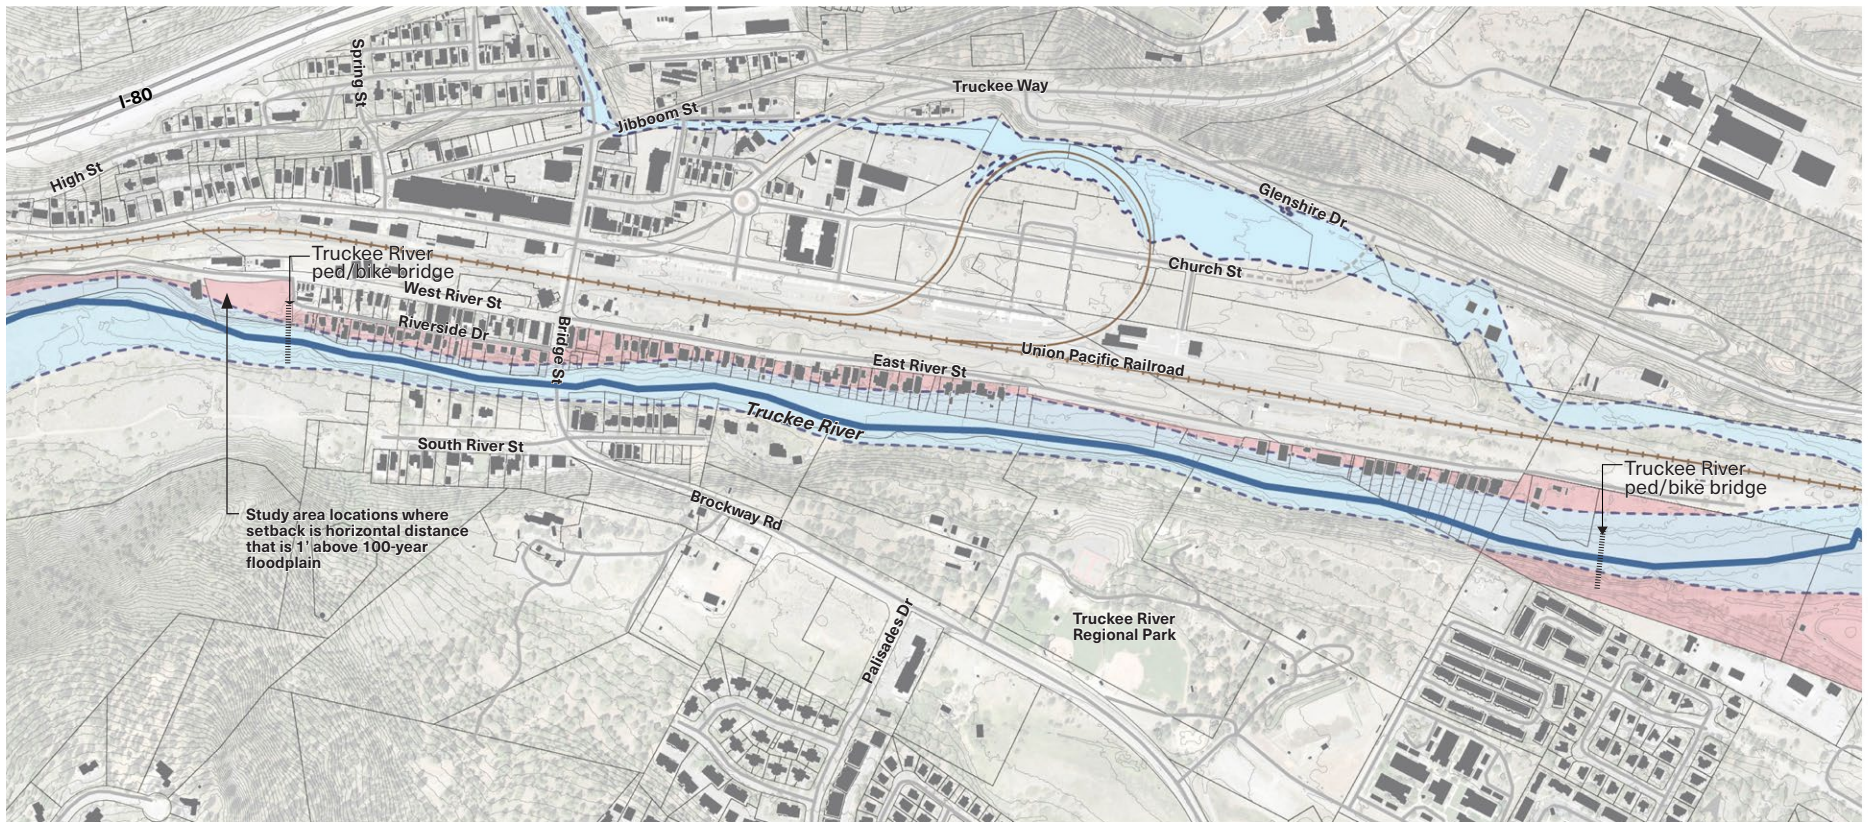 Spring St
I-80
Truckee Way
Jibboom St
High St
Glenshire Dr
Truckee River
ped/bike bridge
Church St
West River St
Riverside Dr
Bridge St
Union Pacific Railroad
East River St
Truckee River
South River St
Truckee River
ped/bike bridge
Brockway Rd
Study area locations where
setback is horizontal distance
that is 1' above 100-year
floodplain
Palisades Dr
Truckee River
Regional Park